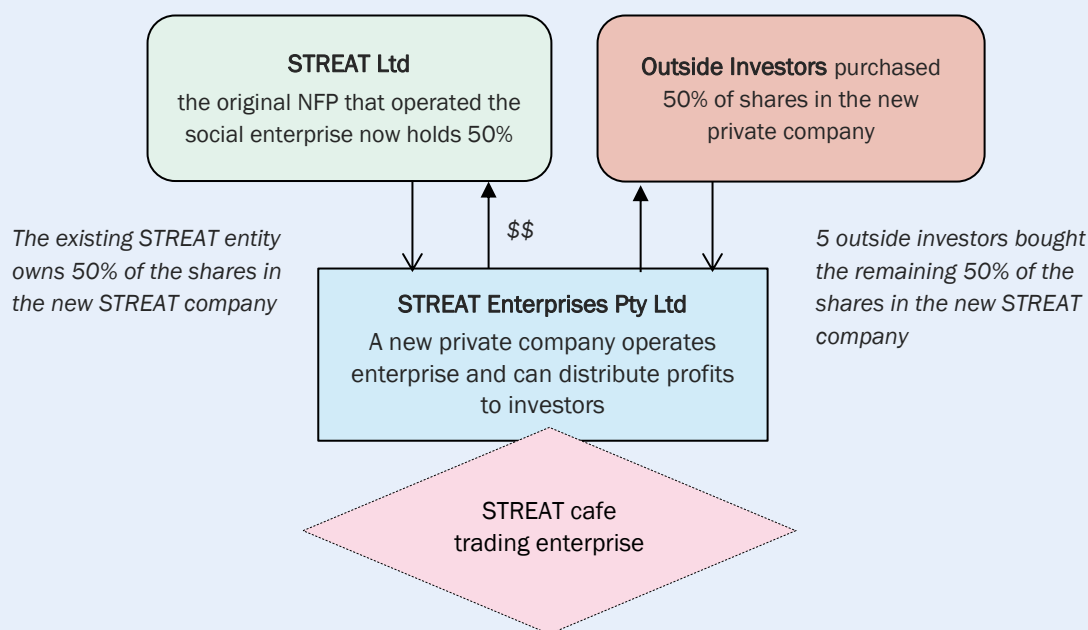 STREAT Ltd
the original NFP that operated the
social enterprise now holds 50%
Outside Investors purchased
50% of shares in the new
private company
The existing STREAT entity
owns 50% of the shares in
the new STREAT company
$$
5 outside investors bought
the remaining 50% of the
shares in the new STREAT
company
STREAT Enterprises Pty Ltd
A new private company operates
enterprise and can distribute profits
to investors
STREAT cafe
trading enterprise